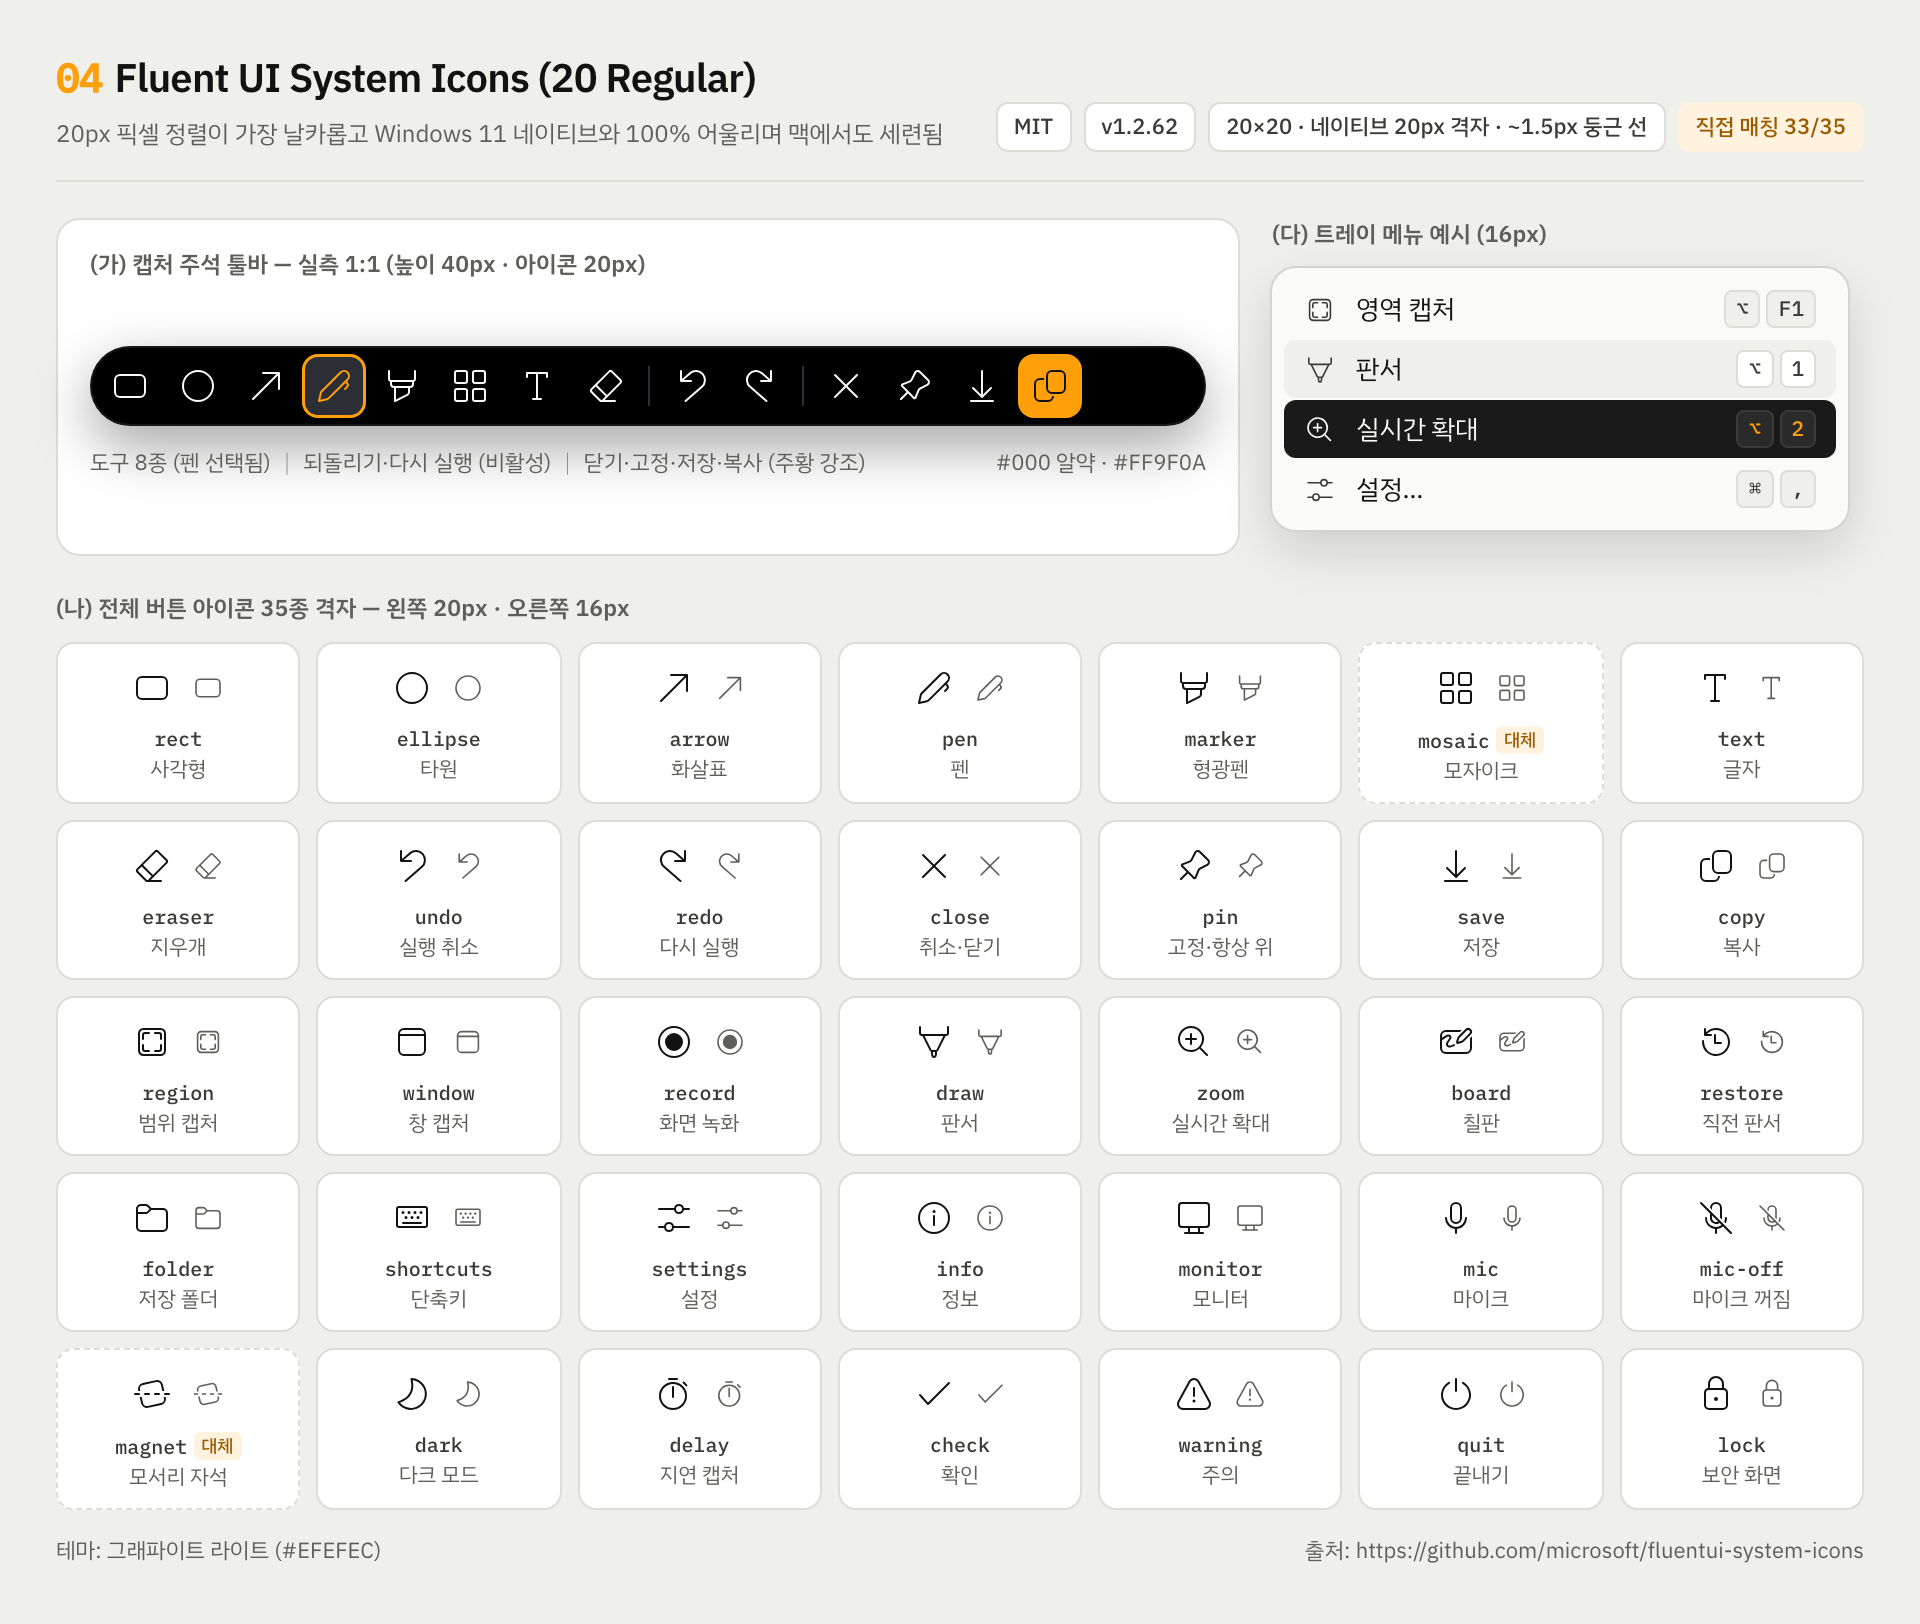 04 Fluent UI System Icons (20 Regular)
20px 픽셀 정렬이 가장 날카롭고 Windows 11 네이티브와 100% 어울리며 맥에서도 세련됨
MIT
v1.2.62
20×20 · 네이티브 20px 격자 · ~1.5px 둥근 선
직접 매칭 33/35
(가) 캡처 주석 툴바 — 실측 1:1 (높이 40px · 아이콘 20px)
도구 8종 (펜 선택됨) | 되돌리기·다시 실행 (비활성) | 닫기·고정·저장·복사 (주황 강조)
#000 알약 · #FF9F0A
(다) 트레이 메뉴 예시 (16px)
영역 캡처 ⌥ F1
판서 ⌥ 1
실시간 확대 ⌥ 2
설정... ⌘ ,
(나) 전체 버튼 아이콘 35종 격자 — 왼쪽 20px · 오른쪽 16px
rect
사각형
ellipse
타원
arrow
화살표
pen
펜
marker
형광펜
mosaic 대체
모자이크
text
글자
eraser
지우개
undo
실행 취소
redo
다시 실행
close
취소·닫기
pin
고정·항상 위
save
저장
copy
복사
region
범위 캡처
window
창 캡처
record
화면 녹화
draw
판서
zoom
실시간 확대
board
칠판
restore
직전 판서
folder
저장 폴더
shortcuts
단축키
settings
설정
info
정보
monitor
모니터
mic
마이크
mic-off
마이크 꺼짐
magnet 대체
모서리 자석
dark
다크 모드
delay
지연 캡처
check
확인
warning
주의
quit
끝내기
lock
보안 화면
테마: 그래파이트 라이트 (#EFEFEC)
출처: https://github.com/microsoft/fluentui-system-icons